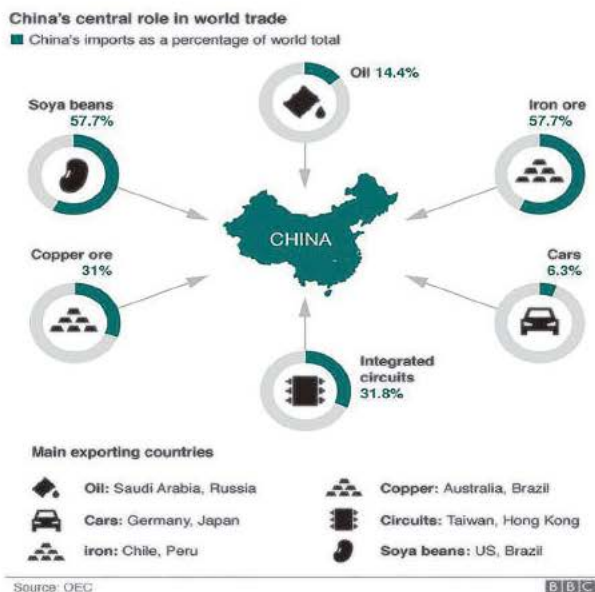 China's central role in world trade
China's imports as a percentage of world total
Oil 14.4%
Soya beans
57.7%
Iron ore
57.7%
CHINA
Copper ore
31%
Cars
6.3%
Integrated
circuits
31.8%
Main exporting countries
Oil: Saudi Arabia, Russia
Copper: Australia, Brazil
Cars: Germany, Japan
Circuits: Taiwan, Hong Kong
iron: Chile, Peru
Soya beans: US, Brazil
Source: OEC
BBC